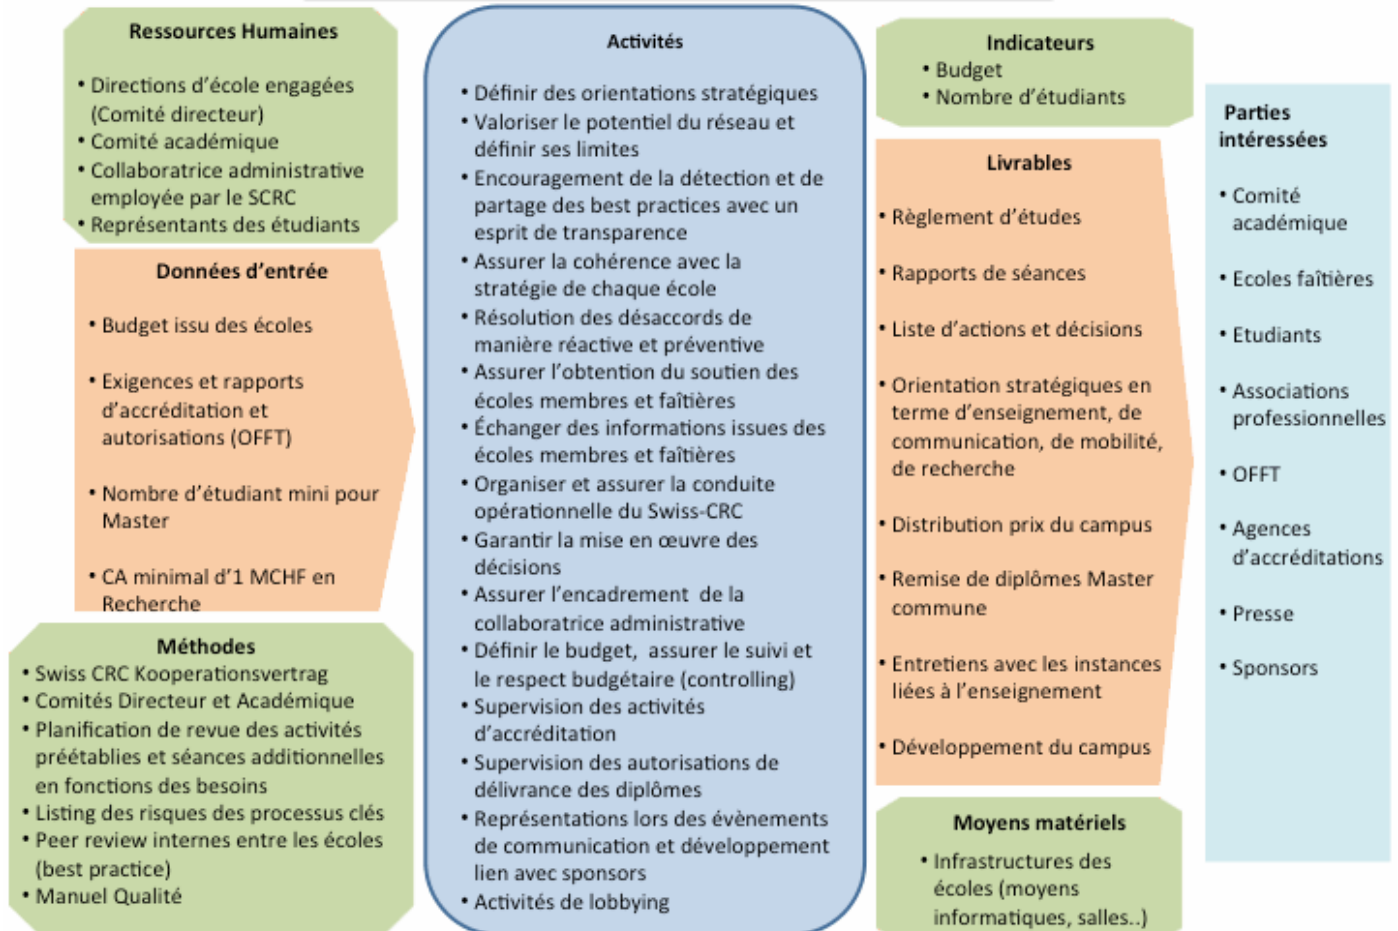 Ressources Humaines
• Directions d'école engagées
(Comité directeur)
• Comité académique
• Collaboratrice administrative
employée par le SCRC
• Représentants des étudiants
Données d'entrée
• Budget issu des écoles
• Exigences et rapports
d'accréditation et
autorisations (OFFT)
• Nombre d'étudiant mini pour
Master
• CA minimal d'1 MCHF en
Recherche
Méthodes
• Swiss CRC Kooperationsvertrag
• Comités Directeur et Académique
• Planification de revue des activités
préétablies et séances additionnelles
en fonctions des besoins
• Listing des risques des processus clés
• Peer review internes entre les écoles
(best practice)
• Manuel Qualité
Activités
• Définir des orientations stratégiques
• Valoriser le potentiel du réseau et
définir ses limites
• Encouragement de la détection et de
partage des best practices avec un
esprit de transparence
• Assurer la cohérence avec la
stratégie de chaque école
• Résolution des désaccords de
manière réactive et préventive
• Assurer l'obtention du soutien des
écoles membres et faîtières
• Échanger des informations issues des
écoles membres et faîtières
• Organiser et assurer la conduite
opérationnelle du Swiss-CRC
• Garantir la mise en œuvre des
décisions
• Assurer l'encadrement de la
collaboratrice administrative
• Définir le budget, assurer le suivi et
le respect budgétaire (controlling)
• Supervision des activités
d'accréditation
• Supervision des autorisations de
délivrance des diplômes
• Représentations lors des évènements
de communication et développement
lien avec sponsors
• Activités de lobbying
Indicateurs
• Budget
• Nombre d'étudiants
Livrables
• Règlement d'études
• Rapports de séances
• Liste d'actions et décisions
• Orientation stratégiques en
terme d'enseignement, de
communication, de mobilité,
de recherche
• Distribution prix du campus
• Remise de diplômes Master
commune
• Entretiens avec les instances
liées à l'enseignement
• Développement du campus
Moyens matériels
• Infrastructures des
écoles (moyens
informatiques, salles..)
Parties
intéressées
• Comité
académique
• Ecoles faîtières
• Etudiants
• Associations
professionnelles
• OFFT
• Agences
d'accréditations
• Presse
• Sponsors